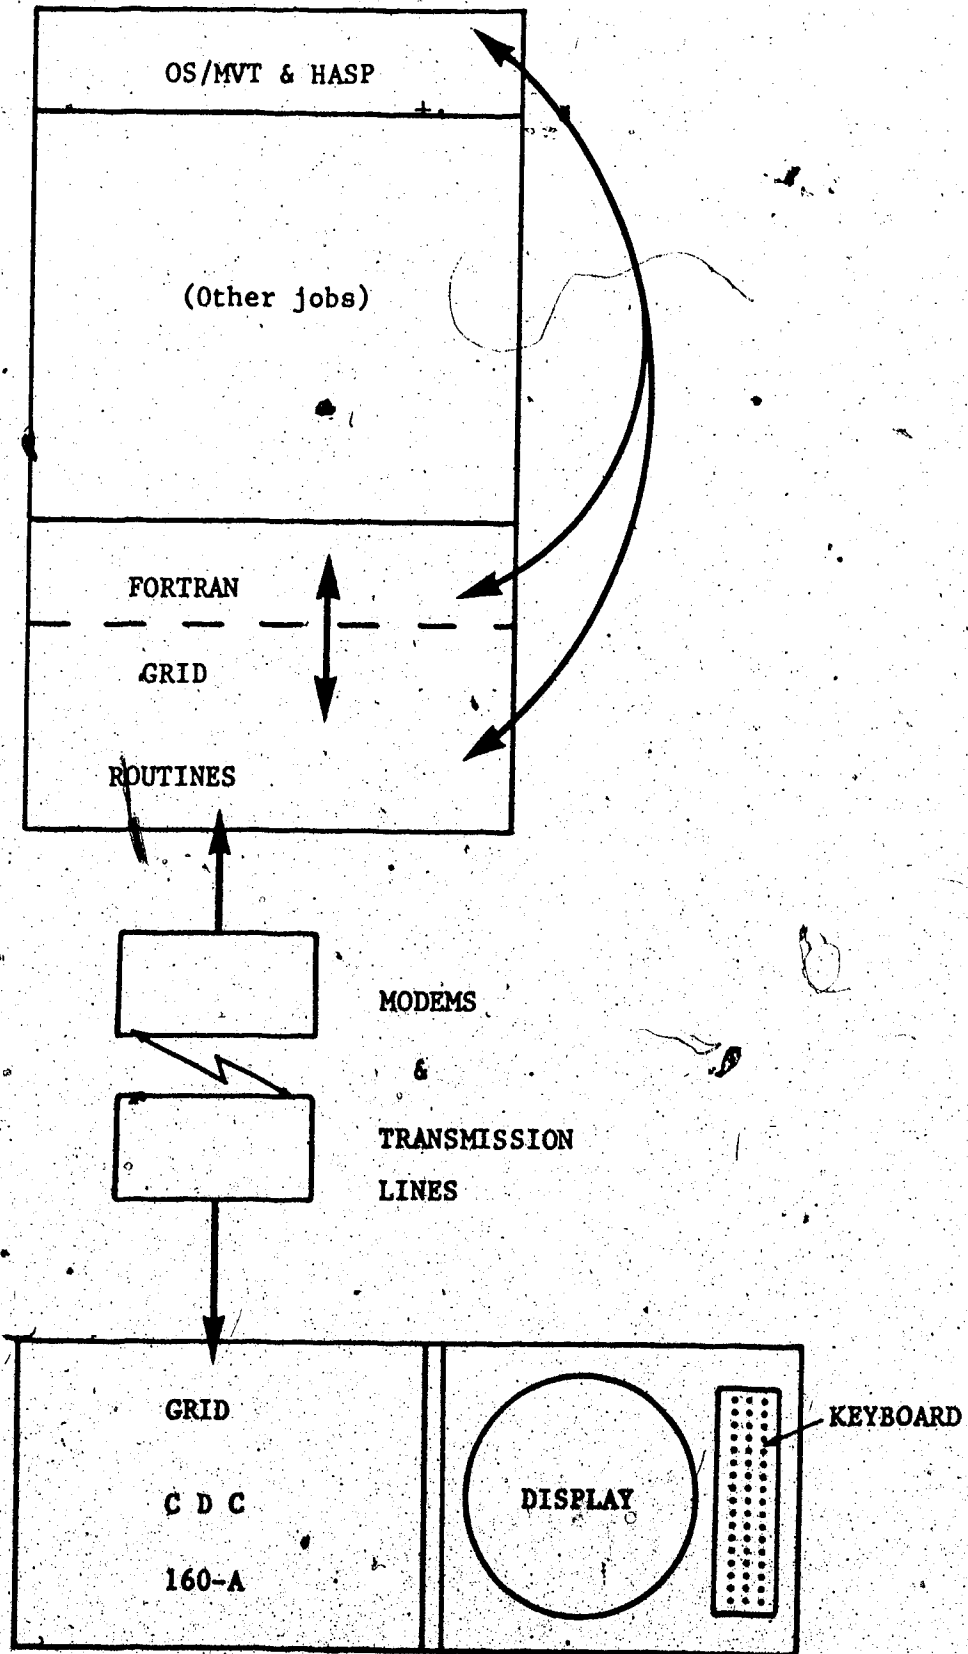 OS/MVT & HASP
(Other jobs)
FORTRAN
GRID
ROUTINES
MODEMS
&
TRANSMISSION
LINES
GRID
C D C
160-A
DISPLAY
KEYBOARD